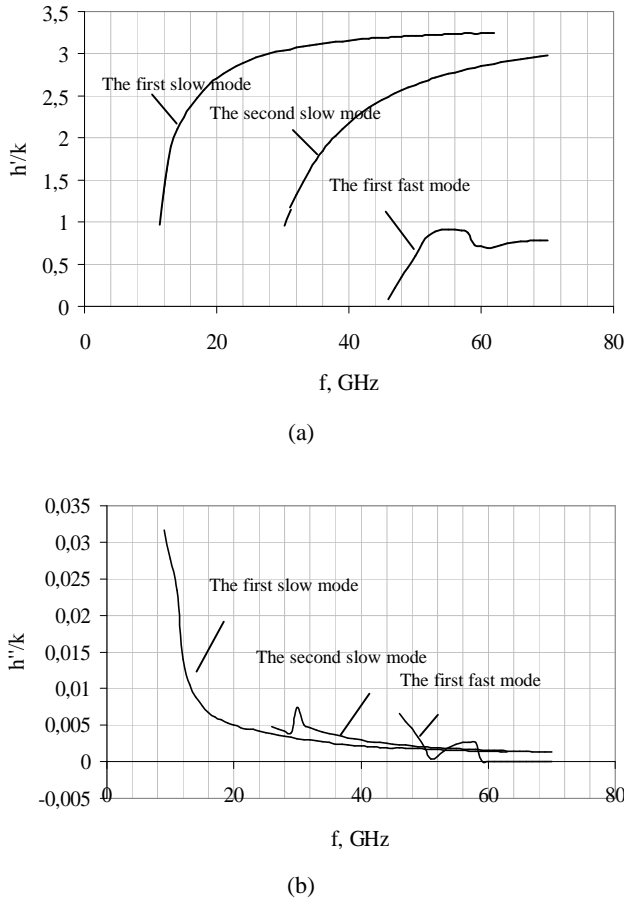 3,5
3
2,5
2
1,5
1
0,5
0
h'/k
The first slow mode
The second slow mode
The first fast mode
0 20 40 60 80
f, GHz
(a)
0,035
0,03
0,025
0,02
0,015
0,01
0,005
0
-0,005
h''/k
The first slow mode
The second slow mode
The first fast mode
0 20 40 60 80
f, GHz
(b)